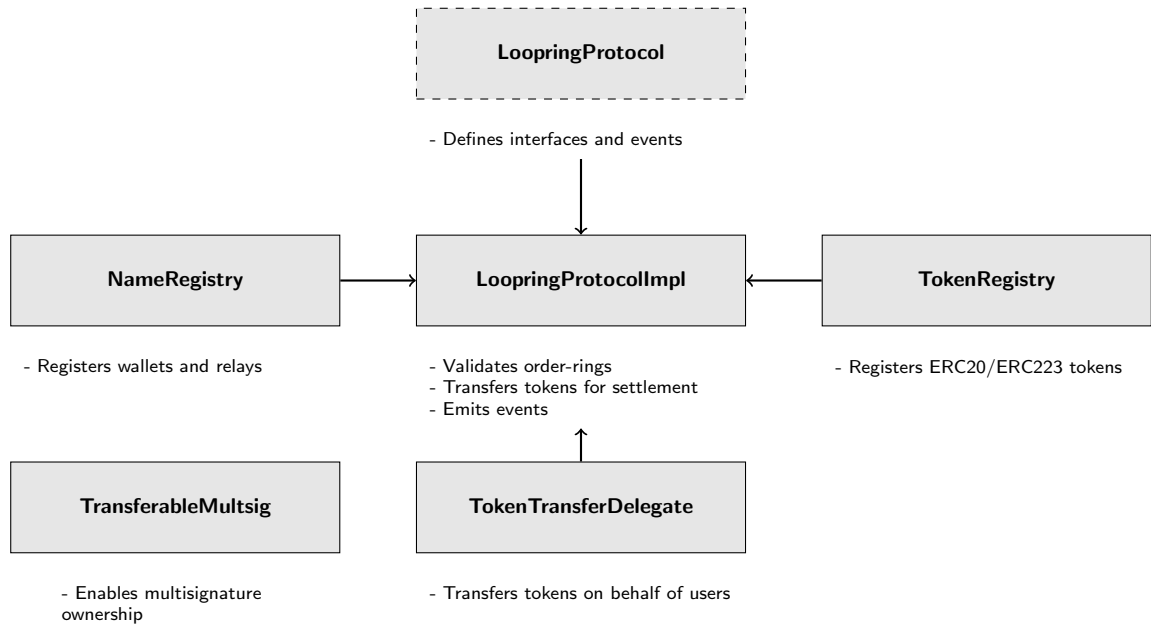 LoopringProtocol
- Defines interfaces and events
NameRegistry
LoopringProtocolImpl
TokenRegistry
- Registers wallets and relays
- Validates order-rings
- Transfers tokens for settlement
- Emits events
- Registers ERC20/ERC223 tokens
TransferableMultsig
TokenTransferDelegate
- Enables multisignature
ownership
- Transfers tokens on behalf of users